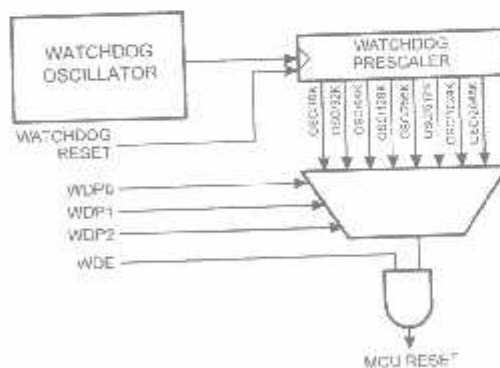 WATCHDOG
OSCILLATOR
WATCHDOG
PRESCALER
WATCHDOG
RESET
OSC/16K
OSC/32K
OSC/64K
OSC/128K
OSC/256K
OSC/512K
OSC/1024K
OSC/2048K
WDP0
WDP1
WDP2
WDE
MCU RESET